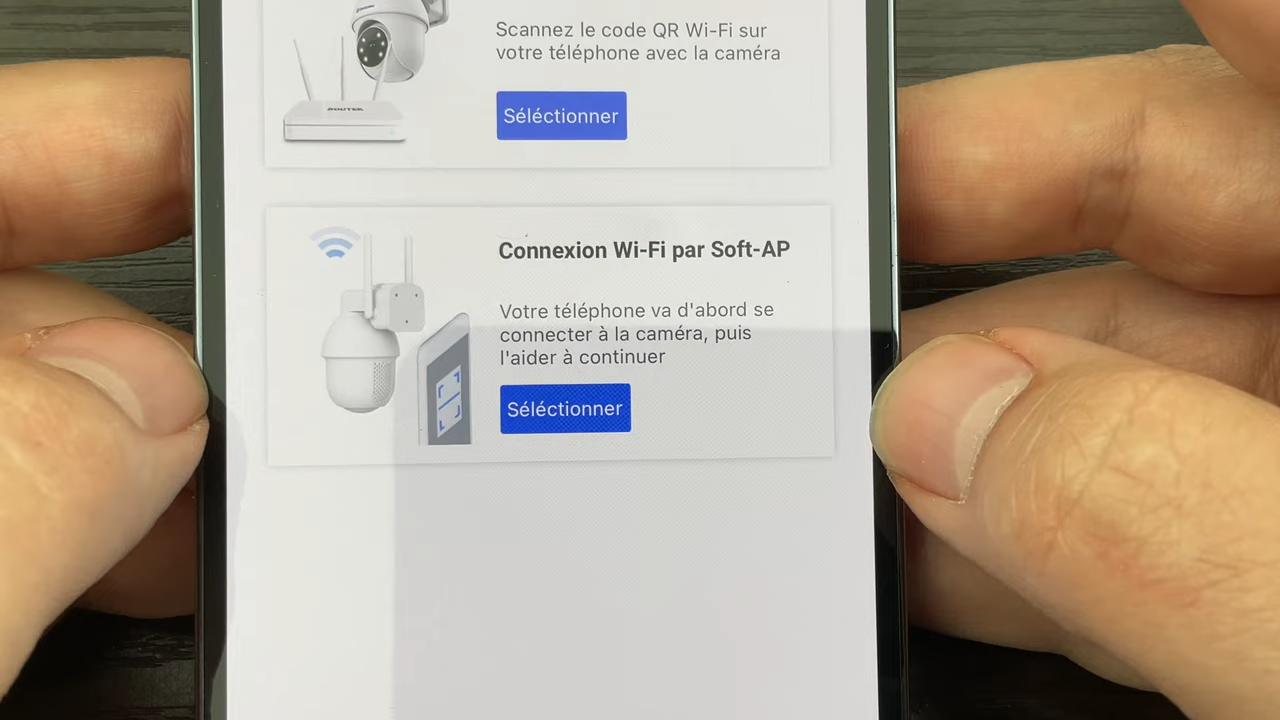 Scannez le code QR Wi-Fi sur
votre téléphone avec la caméra
ROUTER
Séléctionner
Connexion Wi-Fi par Soft-AP
Votre téléphone va d'abord se
connecter à la caméra, puis
l'aider à continuer
Séléctionner